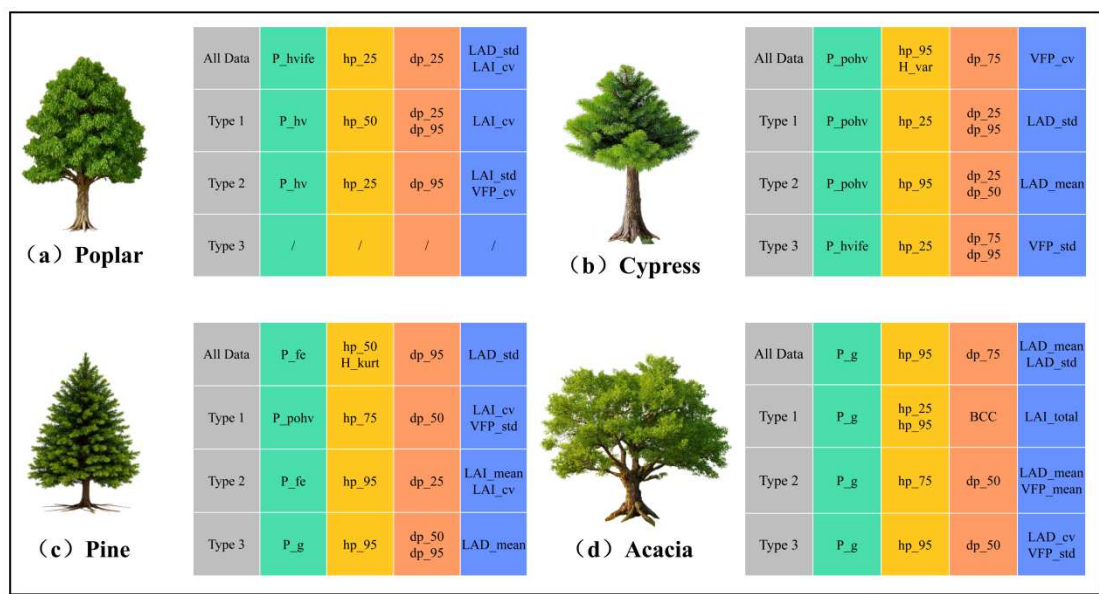 All Data P_hvife hp_25 dp_25 LAD_std
LAI_cv
Type 1 P_hv hp_50 dp_25
dp_95 LAI_cv
Type 2 P_hv hp_25 dp_95 LAI_std
VFP_cv
Type 3 / / / /
（a）Poplar
All Data P_pohv hp_95
H_var dp_75 VFP_cv
Type 1 P_pohv hp_25 dp_25
dp_95 LAD_std
Type 2 P_pohv hp_95 dp_25
dp_50 LAD_mean
Type 3 P_hvife hp_25 dp_75
dp_95 VFP_std
（b）Cypress
All Data P_fe hp_50
H_kurt dp_95 LAD_std
Type 1 P_pohv hp_75 dp_50 LAI_cv
VFP_std
Type 2 P_fe hp_95 dp_25 LAI_mean
LAI_cv
Type 3 P_g hp_95 dp_50
dp_95 LAD_mean
（c）Pine
All Data P_g hp_95 dp_75 LAD_mean
LAD_std
Type 1 P_g hp_25
hp_95 BCC LAI_total
Type 2 P_g hp_75 dp_50 LAD_mean
VFP_mean
Type 3 P_g hp_95 dp_50 LAD_cv
VFP_std
（d）Acacia